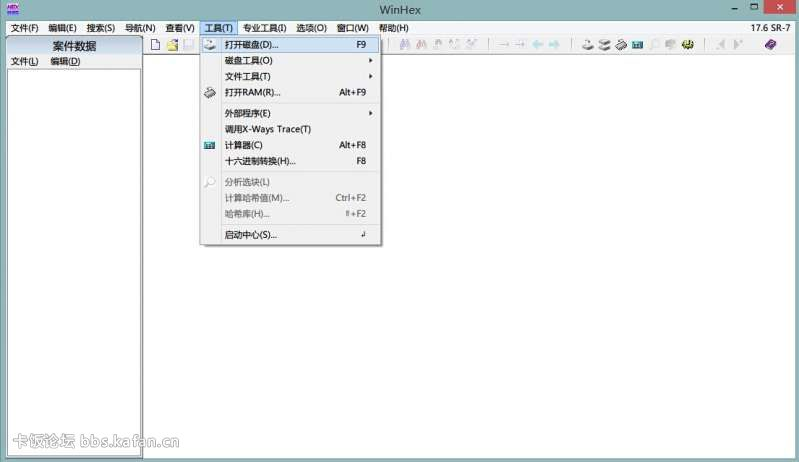 WinHex
文件(F) 编辑(E) 搜索(S) 导航(N) 查看(V) 工具(T) 专业工具(I) 选项(O) 窗口(W) 帮助(H) 17.6 SR-7
案件数据
文件(L) 编辑(D)
打开磁盘(D)... F9
磁盘工具(O)
文件工具(T)
打开RAM(R)... Alt+F9
外部程序(E)
调用X-Ways Trace(T)
计算器(C) Alt+F8
十六进制转换(H)... F8
分析选块(L)
计算哈希值(M)... Ctrl+F2
哈希库(H)... ⇧+F2
启动中心(S)... ↲
卡饭论坛 bbs.kafan.cn